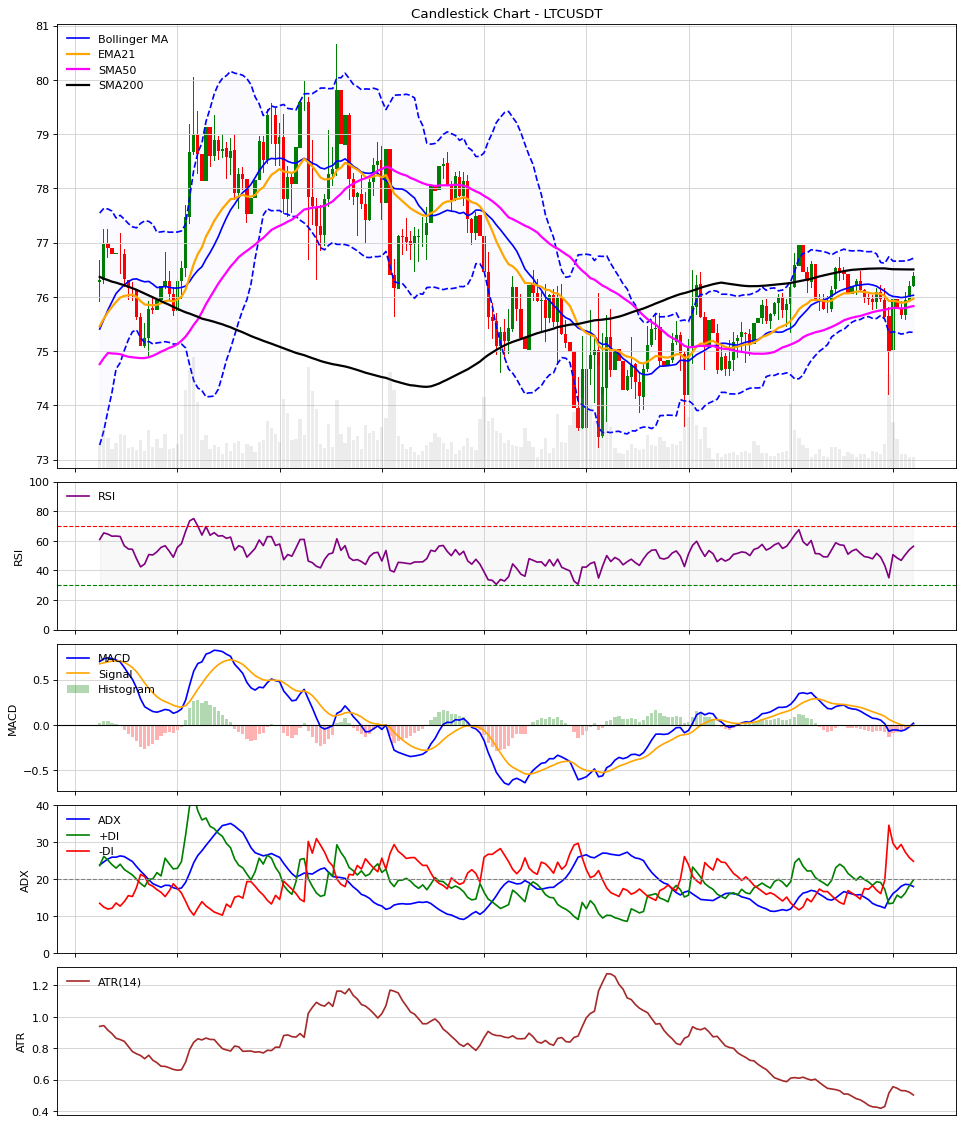 Candlestick Chart - LTCUSDT
81
80
79
78
77
76
75
74
73
Bollinger MA
EMA21
SMA50
SMA200
100
80
60
40
20
0
RSI
RSI
0.5
0.0
−0.5
MACD
MACD
Signal
Histogram
40
30
20
10
0
ADX
ADX
+DI
-DI
1.2
1.0
0.8
0.6
0.4
ATR
ATR(14)